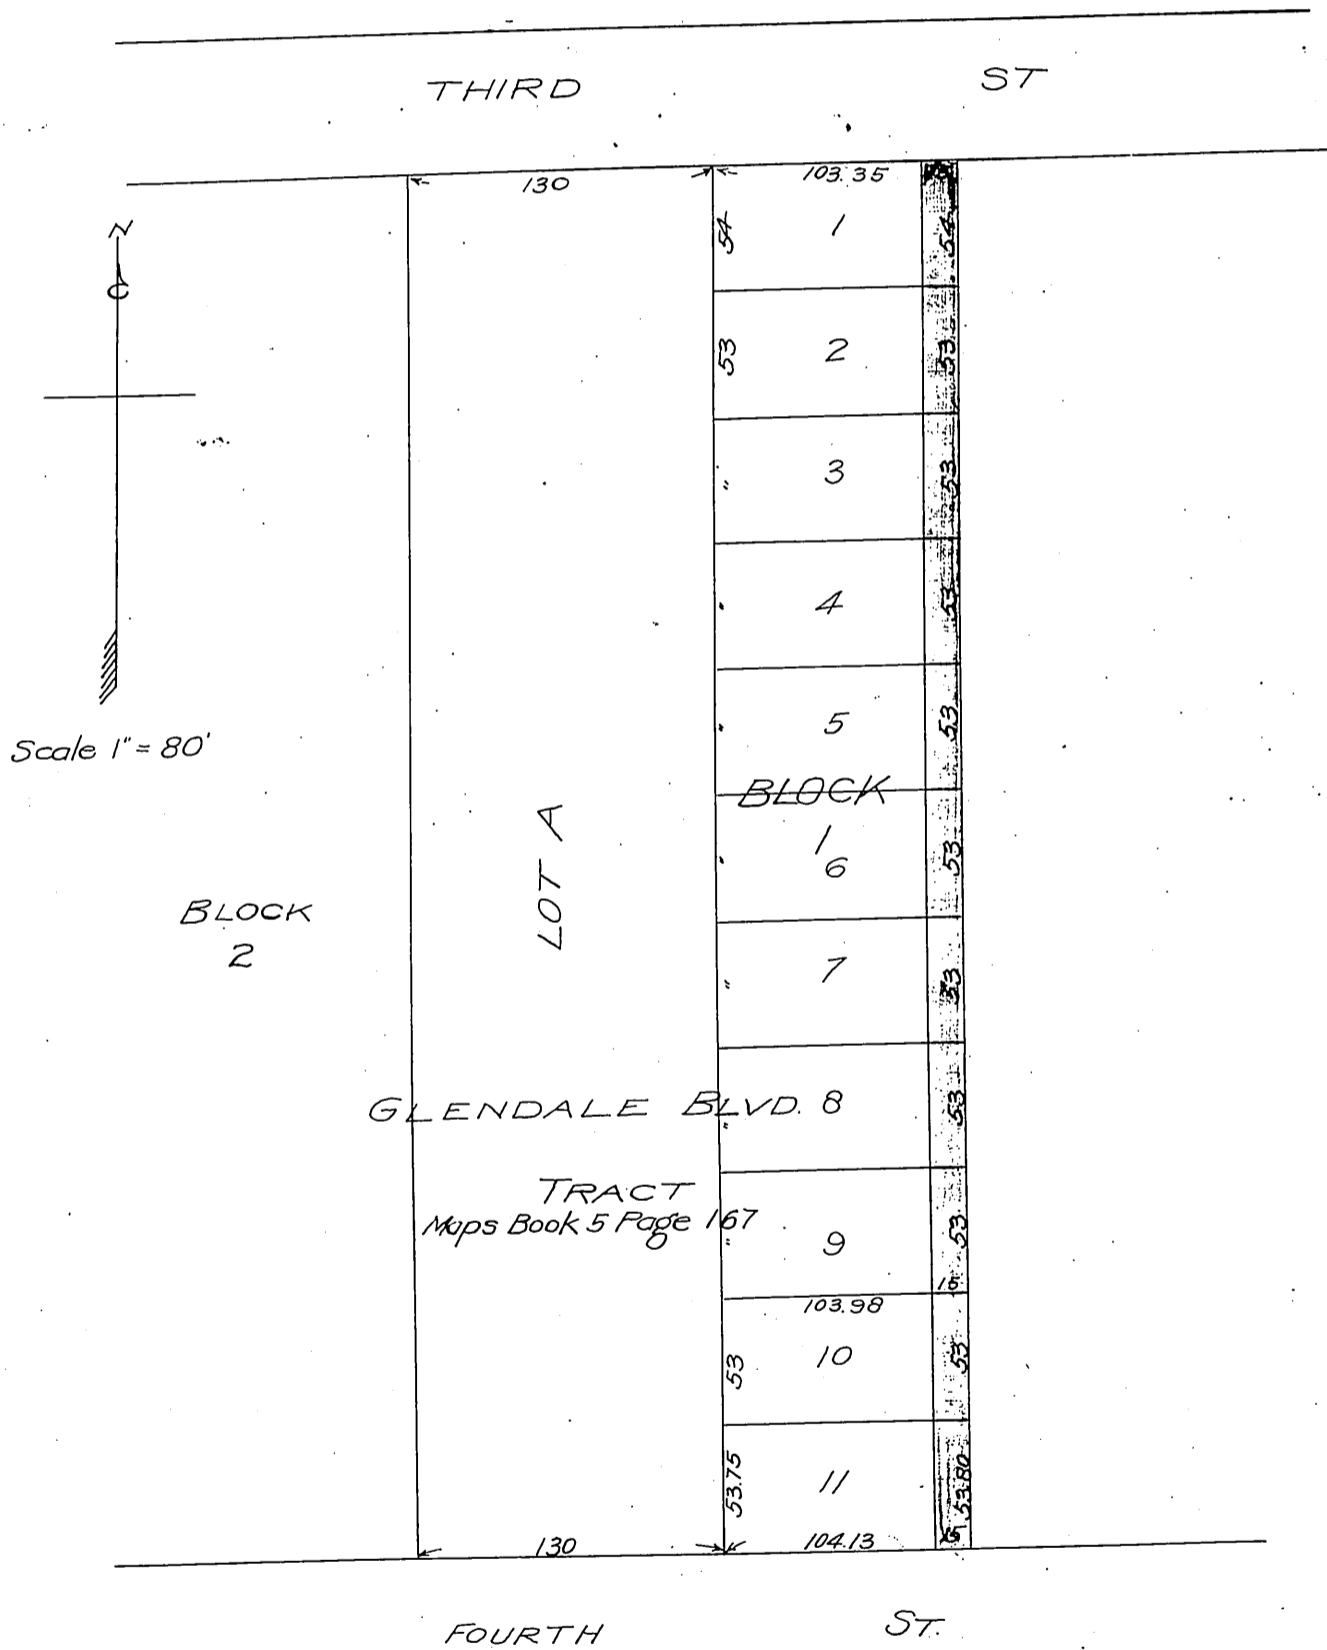 THIRD ST
130 103.35
N
54 1 54
53 2 53
" 3 53
" 4 53
" 5 53
Scale 1" = 80'
BLOCK
1
LOT A
" 6 53
BLOCK
2
" 7 53
GLENDALE BLVD. " 8 53
TRACT
Maps Book 5 Page 167
" 9 53
15
103.98
53 10 53
53.75 11 53.80
130 104.13 15
FOURTH ST.